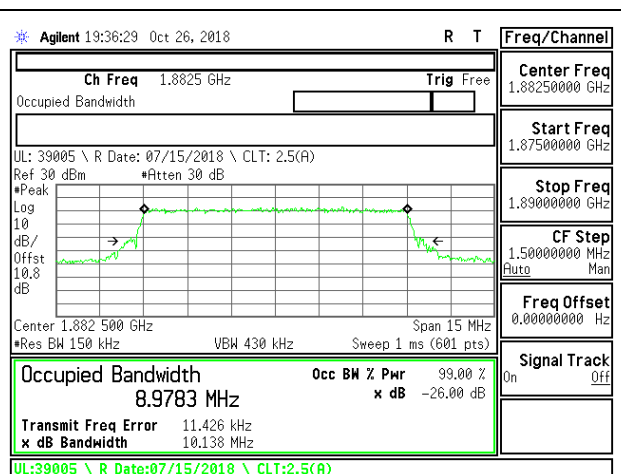 Agilent 19:36:29 Oct 26, 2018 R T
Freq/Channel
Ch Freq 1.8825 GHz Trig Free
Occupied Bandwidth
Center Freq
1.88250000 GHz
Start Freq
1.87500000 GHz
Stop Freq
1.89000000 GHz
CF Step
1.50000000 MHz
Auto Man
Freq Offset
0.00000000 Hz
Signal Track
On Off
UL: 39005 \ R Date: 07/15/2018 \ CLT: 2.5(A)
Ref 30 dBm #Atten 30 dB
#Peak
Log
10
dB/
Offst
10.8
dB
Center 1.882 500 GHz Span 15 MHz
#Res BW 150 kHz VBW 430 kHz Sweep 1 ms (601 pts)
Occupied Bandwidth Occ BW % Pwr 99.00 %
8.9783 MHz x dB -26.00 dB
Transmit Freq Error 11.426 kHz
x dB Bandwidth 10.138 MHz
UL:39005 \ R Date:07/15/2018 \ CLT:2.5(A)